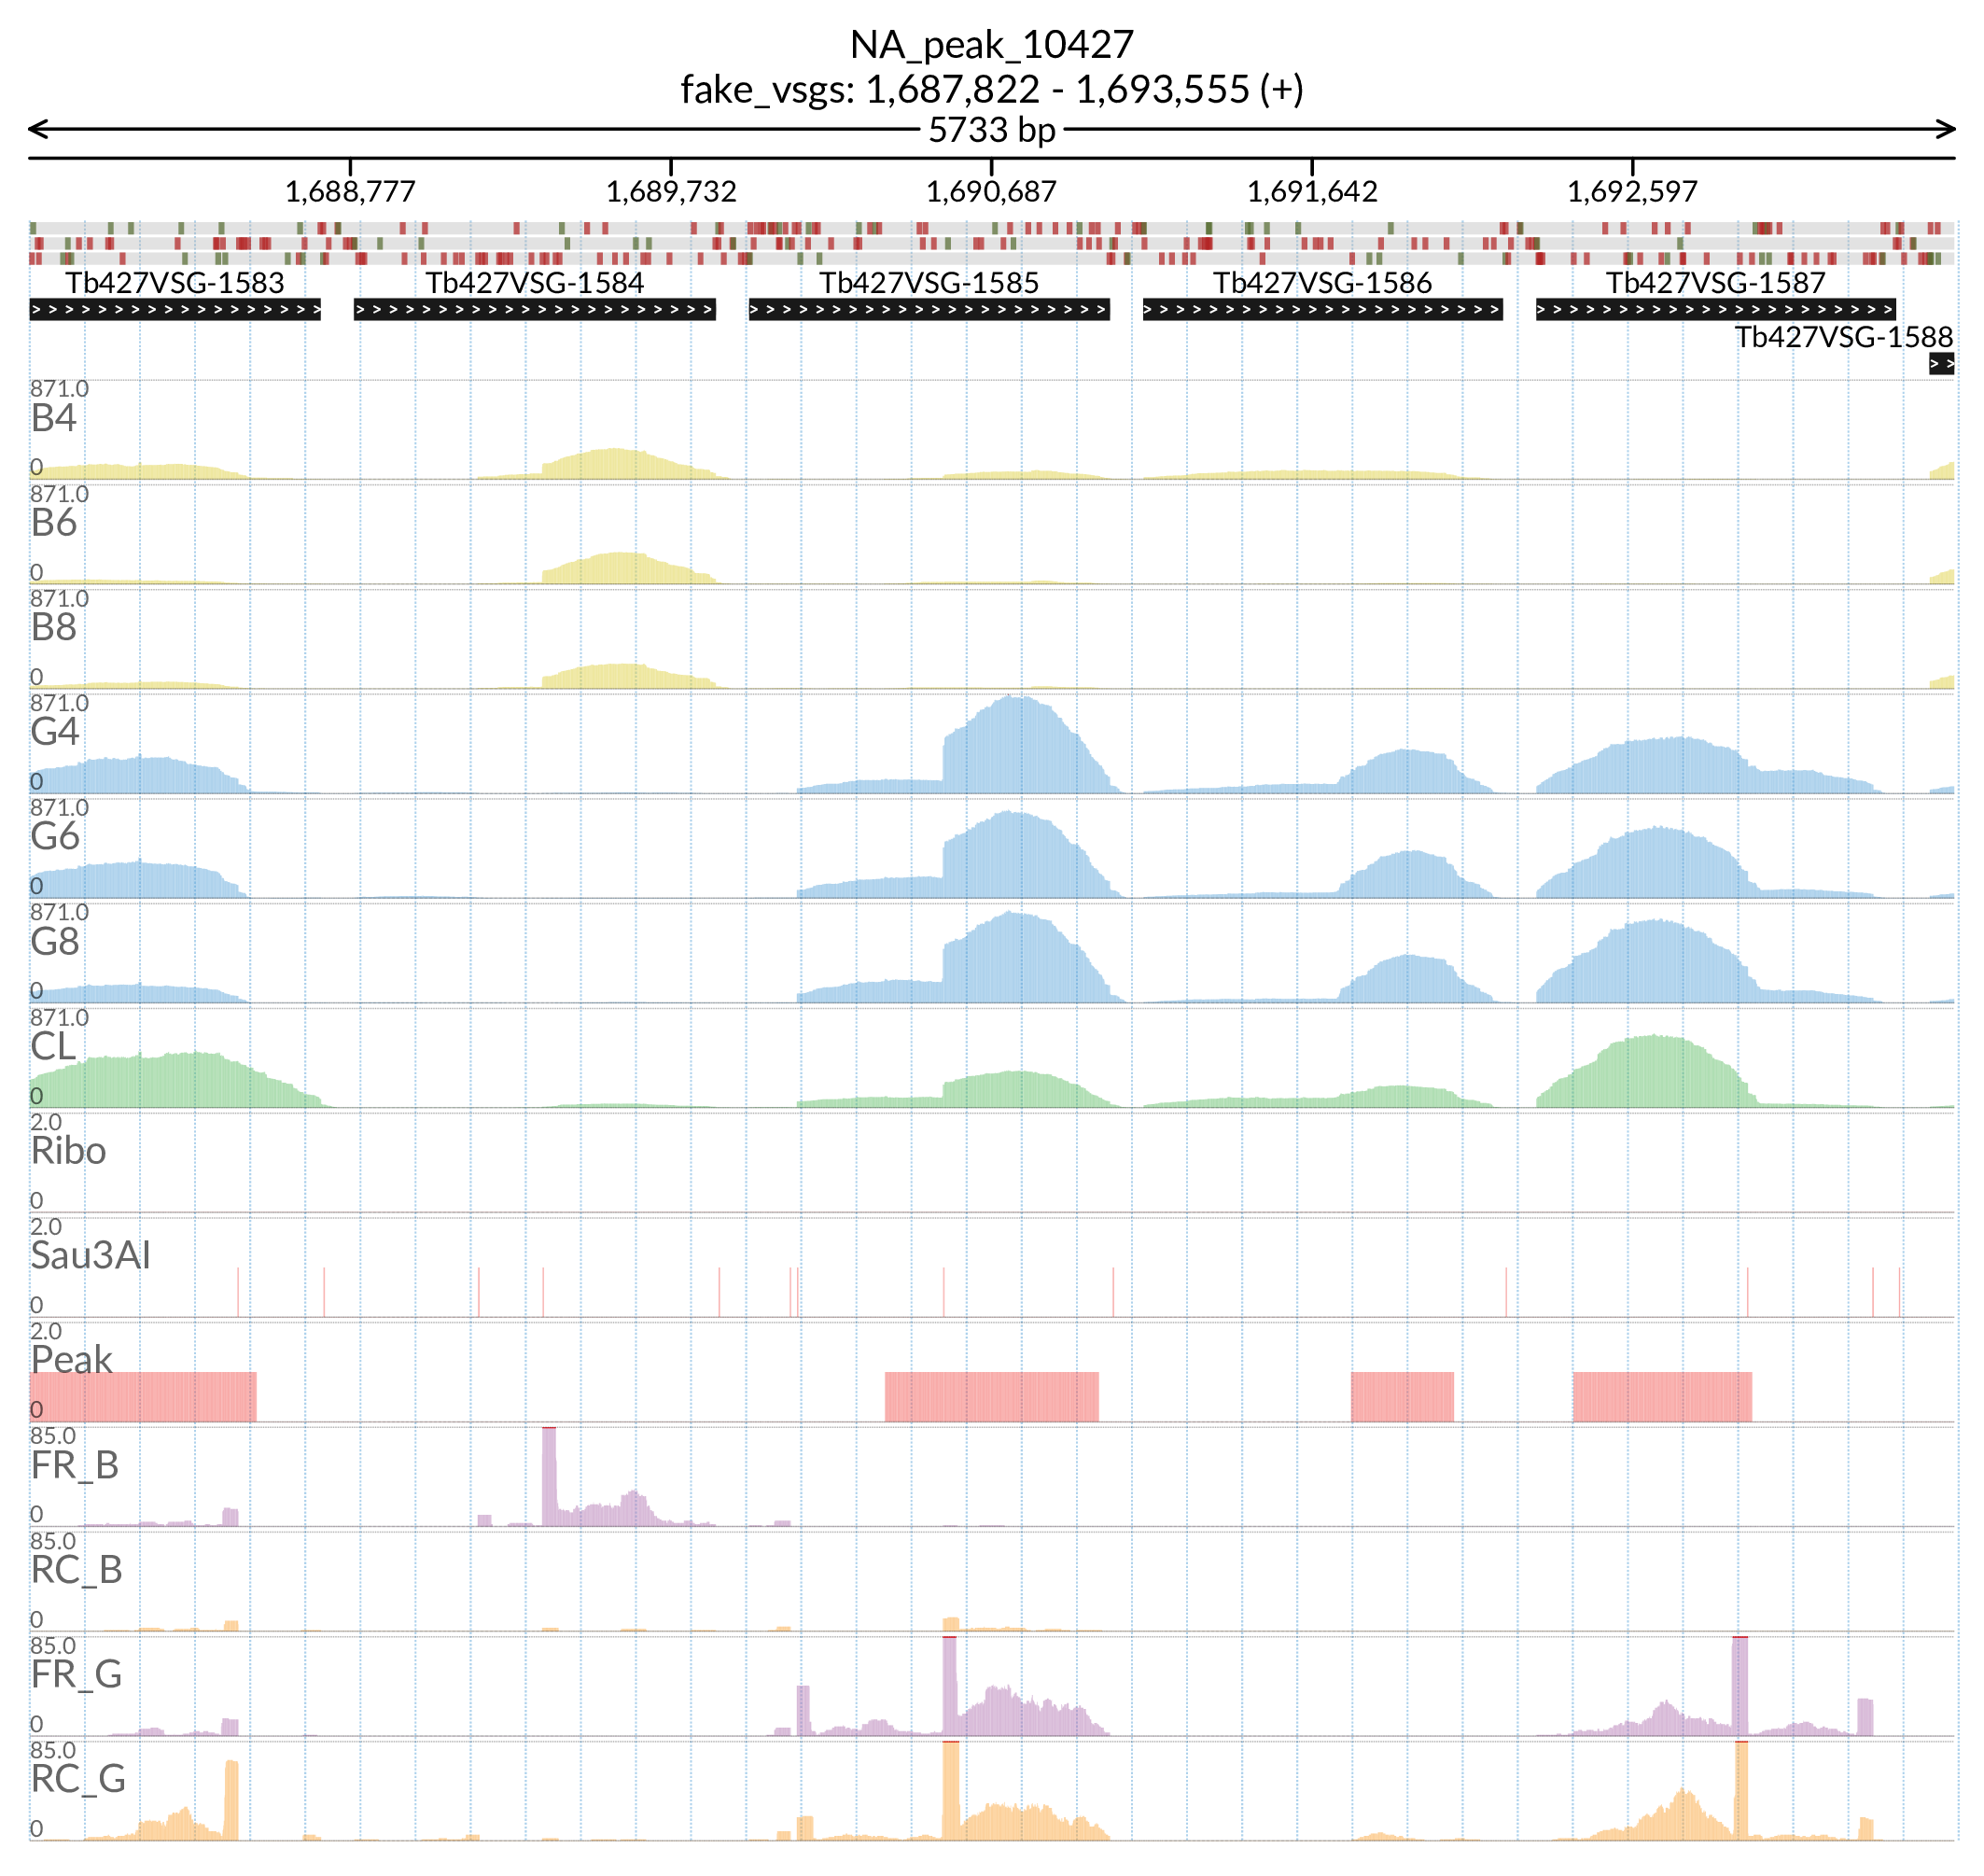 NA_peak_10427
fake_vsgs: 1,687,822 - 1,693,555 (+)
5733 bp
1,688,777 1,689,732 1,690,687 1,691,642 1,692,597
Tb427VSG-1583 Tb427VSG-1584 Tb427VSG-1585 Tb427VSG-1586 Tb427VSG-1587
Tb427VSG-1588
871.0
B4
0
871.0
B6
0
871.0
B8
0
871.0
G4
0
871.0
G6
0
871.0
G8
0
871.0
CL
0
2.0
Ribo
0
2.0
Sau3AI
0
2.0
Peak
0
85.0
FR_B
0
85.0
RC_B
0
85.0
FR_G
0
85.0
RC_G
0